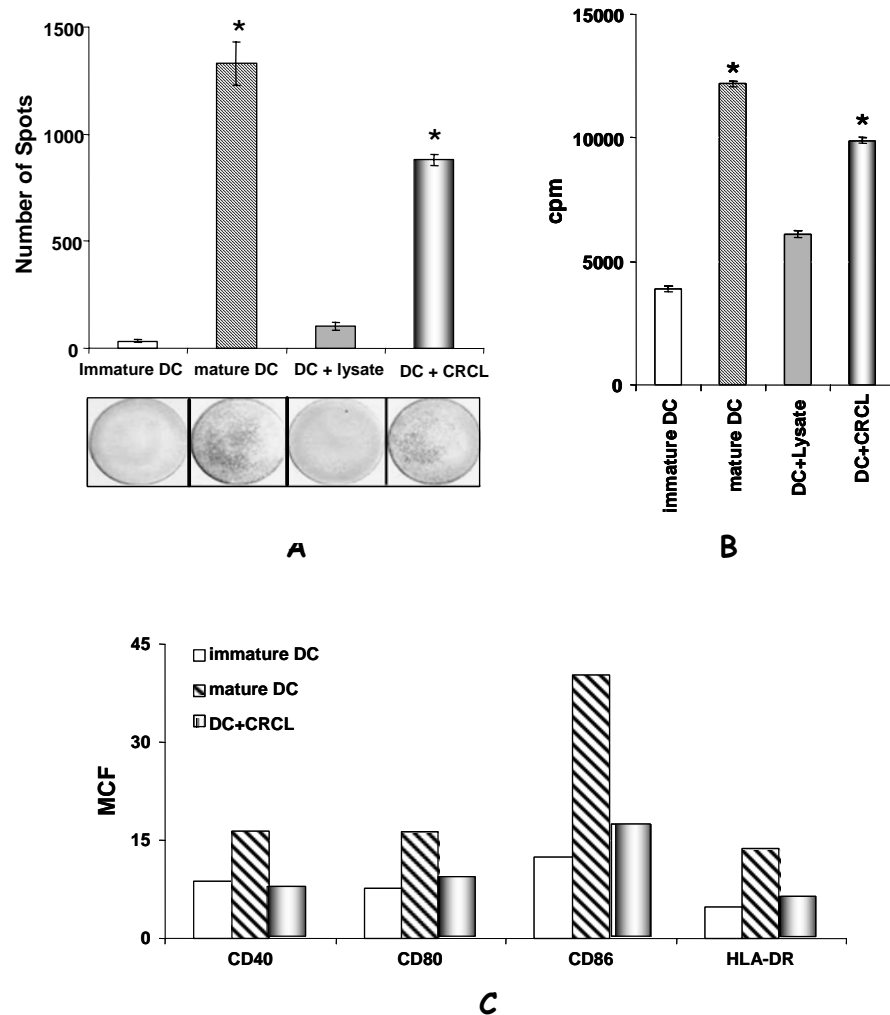 1500
1000
500
0
Number of Spots
*
*
Immature DC mature DC DC + lysate DC + CRCL
A
15000
10000
5000
0
cpm
*
*
immature DC
mature DC
DC+Lysate
DC+CRCL
B
45
30
15
0
MCF
immature DC
mature DC
DC+CRCL
CD40 CD80 CD86 HLA-DR
C